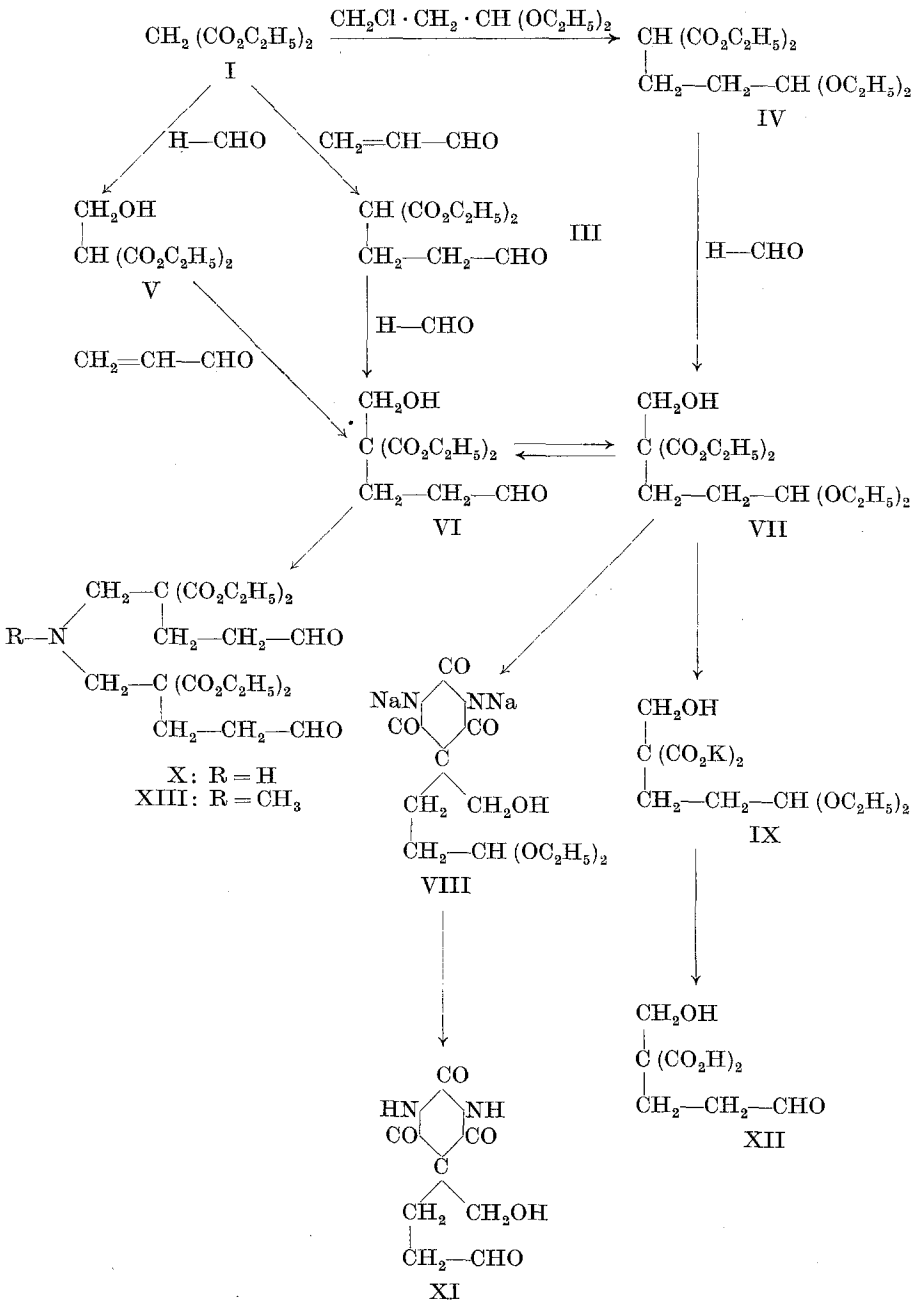 CH₂Cl · CH₂ · CH (OC₂H₅)₂
CH₂ (CO₂C₂H₅)₂
I
CH (CO₂C₂H₅)₂
CH₂—CH₂—CH (OC₂H₅)₂
IV
H—CHO
CH₂=CH—CHO
CH₂OH
CH (CO₂C₂H₅)₂
V
CH (CO₂C₂H₅)₂
CH₂—CH₂—CHO
III
H—CHO
H—CHO
CH₂=CH—CHO
CH₂OH
C (CO₂C₂H₅)₂
CH₂—CH₂—CHO
VI
CH₂OH
C (CO₂C₂H₅)₂
CH₂—CH₂—CH (OC₂H₅)₂
VII
CH₂—C (CO₂C₂H₅)₂
CH₂—CH₂—CHO
R—N
CH₂—C (CO₂C₂H₅)₂
CH₂—CH₂—CHO
X: R = H
XIII: R = CH₃
CO
NaN NNa
CO CO
C
CH₂ CH₂OH
CH₂—CH (OC₂H₅)₂
VIII
CH₂OH
C (CO₂K)₂
CH₂—CH₂—CH (OC₂H₅)₂
IX
CO
HN NH
CO CO
C
CH₂ CH₂OH
CH₂—CHO
XI
CH₂OH
C (CO₂H)₂
CH₂—CH₂—CHO
XII